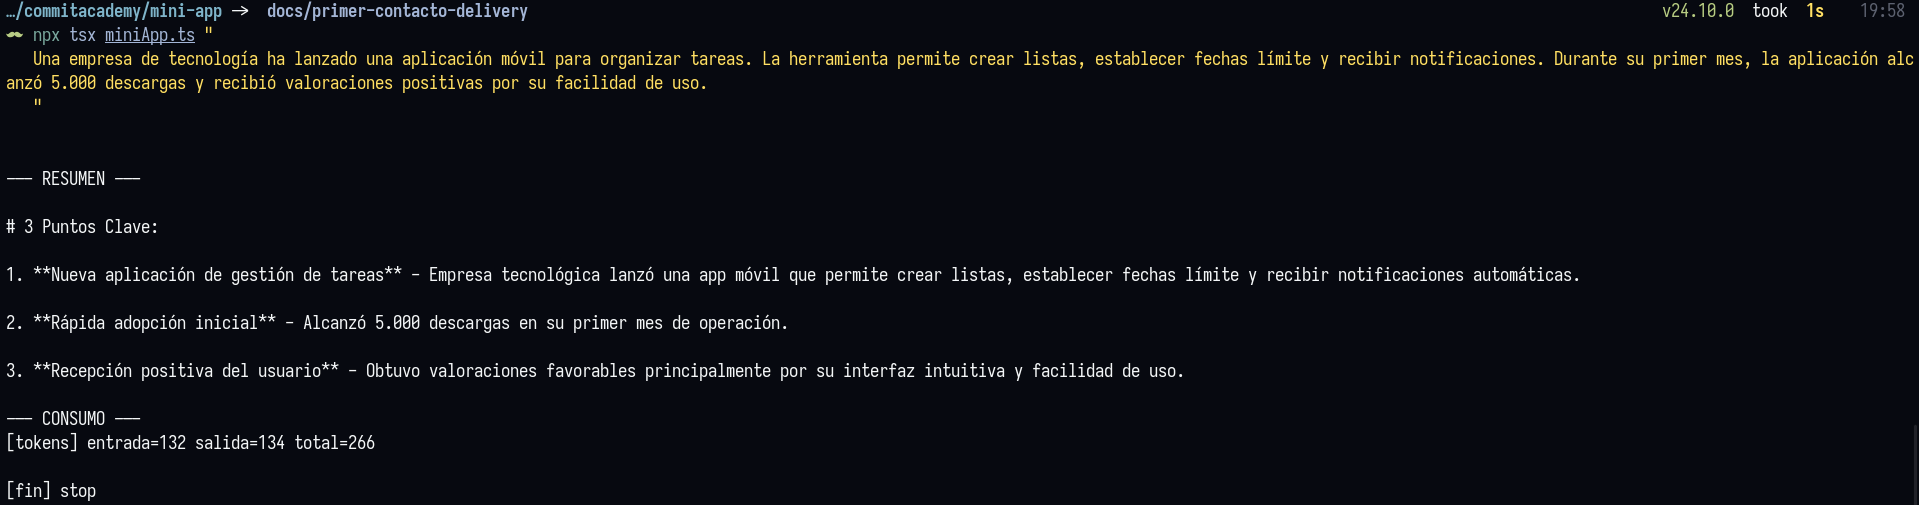 …/commitacademy/mini-app → docs/primer-contacto-delivery v24.10.0 took 1s 19:58
npx tsx miniApp.ts "
Una empresa de tecnología ha lanzado una aplicación móvil para organizar tareas. La herramienta permite crear listas, establecer fechas límite y recibir notificaciones. Durante su primer mes, la aplicación alc
anzó 5.000 descargas y recibió valoraciones positivas por su facilidad de uso.
"
--- RESUMEN ---
# 3 Puntos Clave:
1. **Nueva aplicación de gestión de tareas** - Empresa tecnológica lanzó una app móvil que permite crear listas, establecer fechas límite y recibir notificaciones automáticas.
2. **Rápida adopción inicial** - Alcanzó 5.000 descargas en su primer mes de operación.
3. **Recepción positiva del usuario** - Obtuvo valoraciones favorables principalmente por su interfaz intuitiva y facilidad de uso.
--- CONSUMO ---
[tokens] entrada=132 salida=134 total=266
[fin] stop